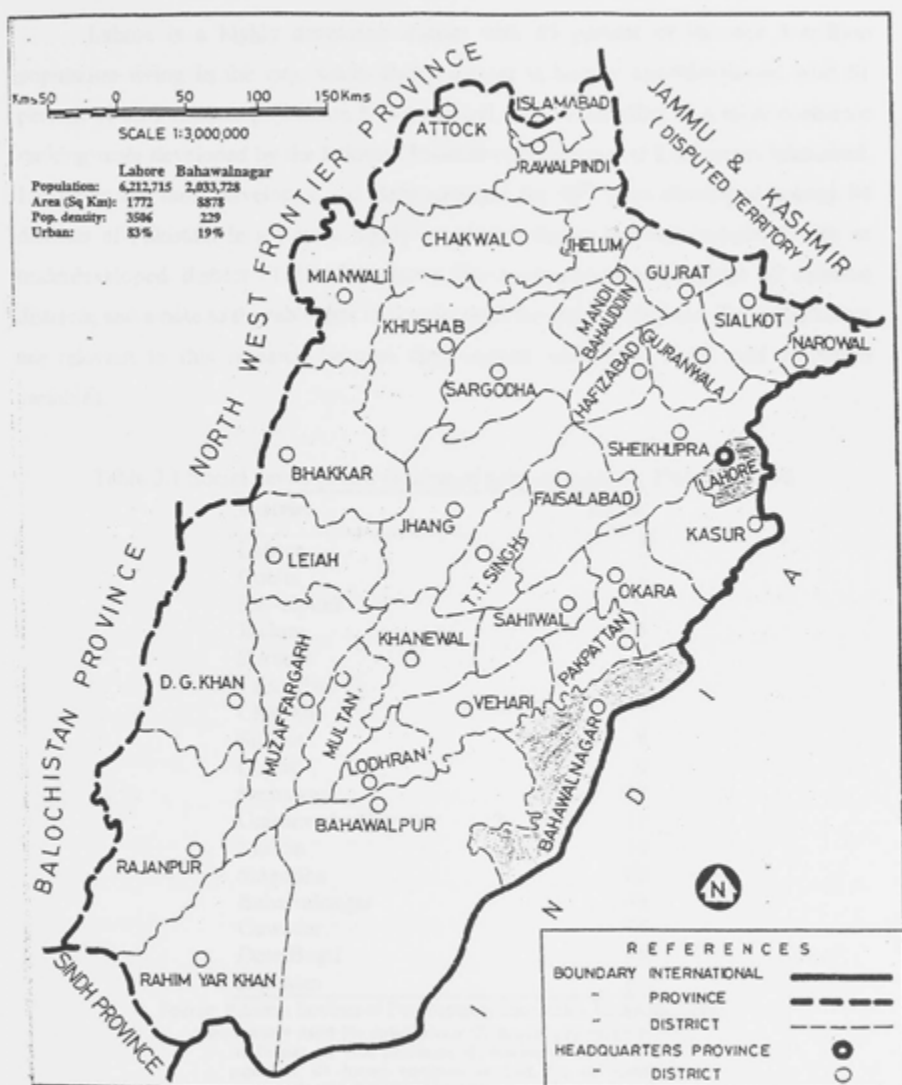 Kms 50 0 50 100 150 Kms
SCALE 1:3,000,000
Lahore Bahawalnagar
Population: 6,212,715 2,033,728
Area (Sq Km): 1772 8878
Pop. density: 3506 229
Urban: 83% 19%
NORTH WEST FRONTIER PROVINCE
JAMMU & KASHMIR
( DISPUTED TERRITORY )
ISLAMABAD
ATTOCK
RAWALPINDI
CHAKWAL
JHELUM
MIANWALI
MANDI BAHAUDDIN
GUJRAT
SIALKOT
KHUSHAB
NAROWAL
HAFIZABAD
GUJRANWALA
SARGODHA
SHEIKHUPRA
LAHORE
BHAKKAR
FAISALABAD
JHANG
KASUR
LEIAH
T.T. SINGH
OKARA
SAHIWAL
BALOCHISTAN PROVINCE
KHANEWAL
PAKPATTAN
D.G. KHAN
MUZAFFARGARH
MULTAN
VEHARI
LODHRAN
BAHAWALNAGAR
BAHAWALPUR
INDIA
RAJANPUR
RAHIM YAR KHAN
SINDH PROVINCE
N
REFERENCES
BOUNDARY INTERNATIONAL
" PROVINCE
DISTRICT
HEADQUARTERS PROVINCE
" DISTRICT